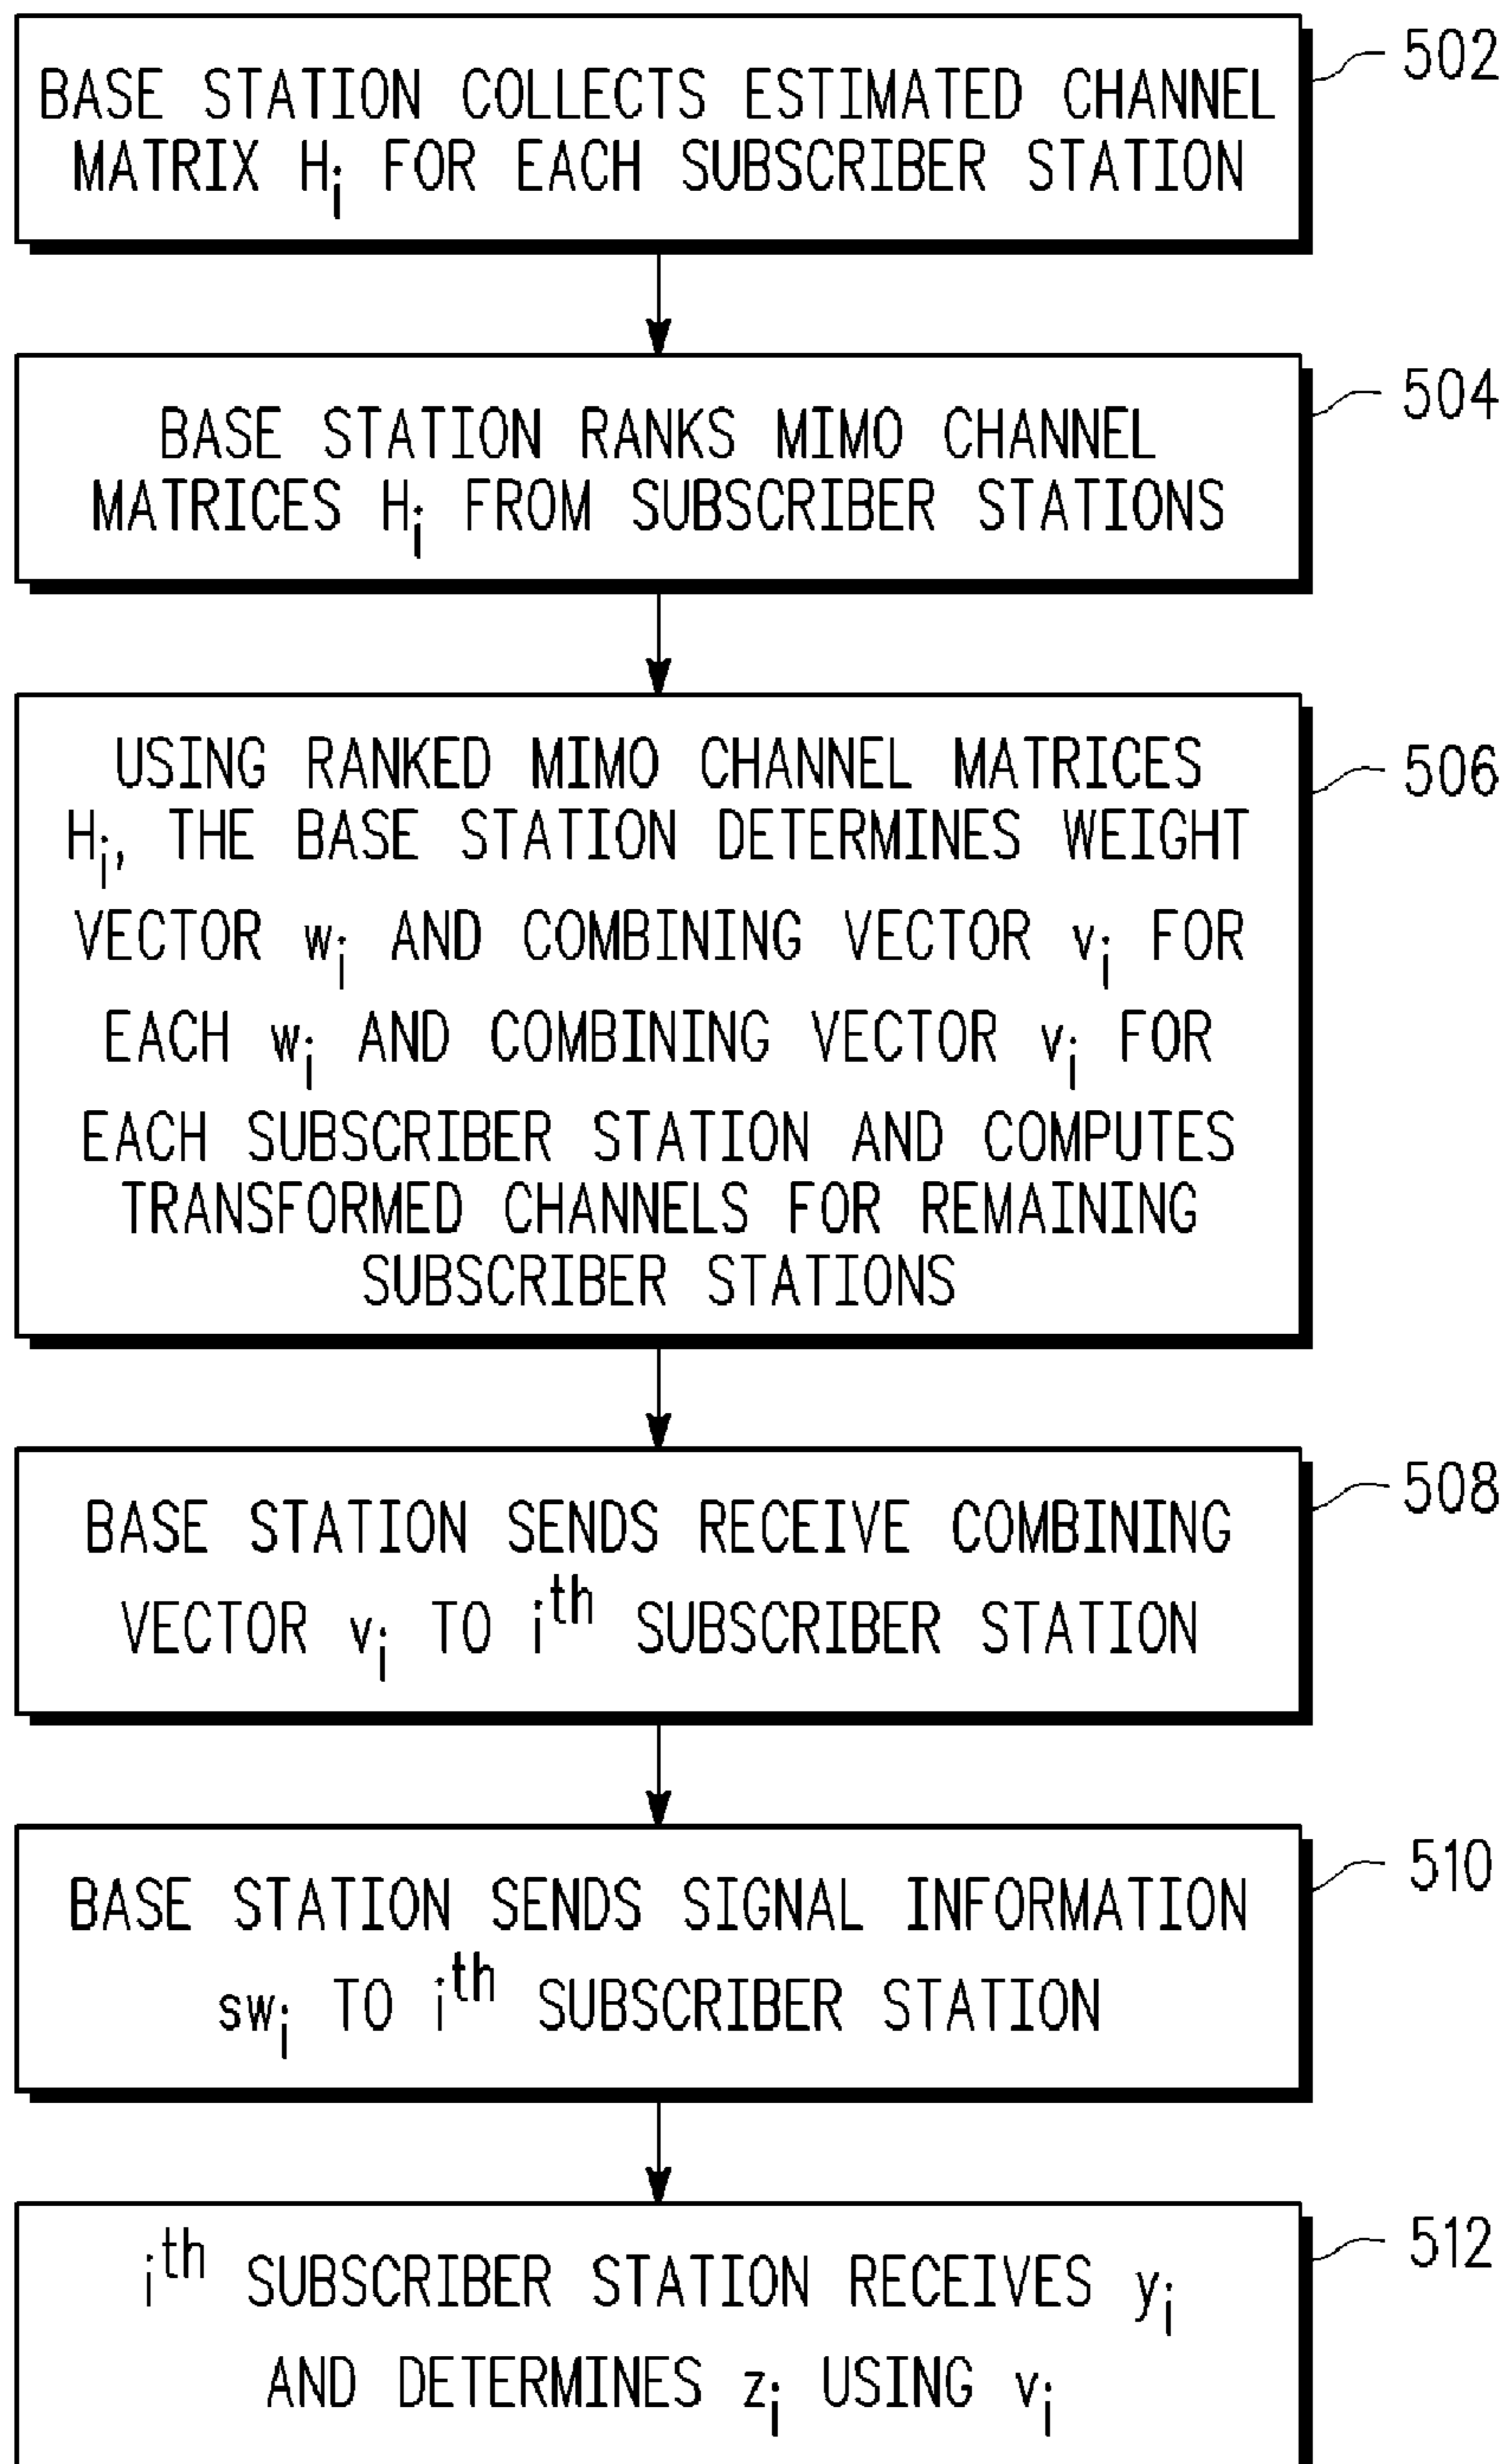 BASE STATION COLLECTS ESTIMATED CHANNEL
MATRIX Hi FOR EACH SUBSCRIBER STATION
502
BASE STATION RANKS MIMO CHANNEL
MATRICES Hi FROM SUBSCRIBER STATIONS
504
USING RANKED MIMO CHANNEL MATRICES
Hi, THE BASE STATION DETERMINES WEIGHT
VECTOR wi AND COMBINING VECTOR vi FOR
EACH wi AND COMBINING VECTOR vi FOR
EACH SUBSCRIBER STATION AND COMPUTES
TRANSFORMED CHANNELS FOR REMAINING
SUBSCRIBER STATIONS
506
BASE STATION SENDS RECEIVE COMBINING
VECTOR vi TO ith SUBSCRIBER STATION
508
BASE STATION SENDS SIGNAL INFORMATION
swi TO ith SUBSCRIBER STATION
510
ith SUBSCRIBER STATION RECEIVES yi
AND DETERMINES zi USING vi
512